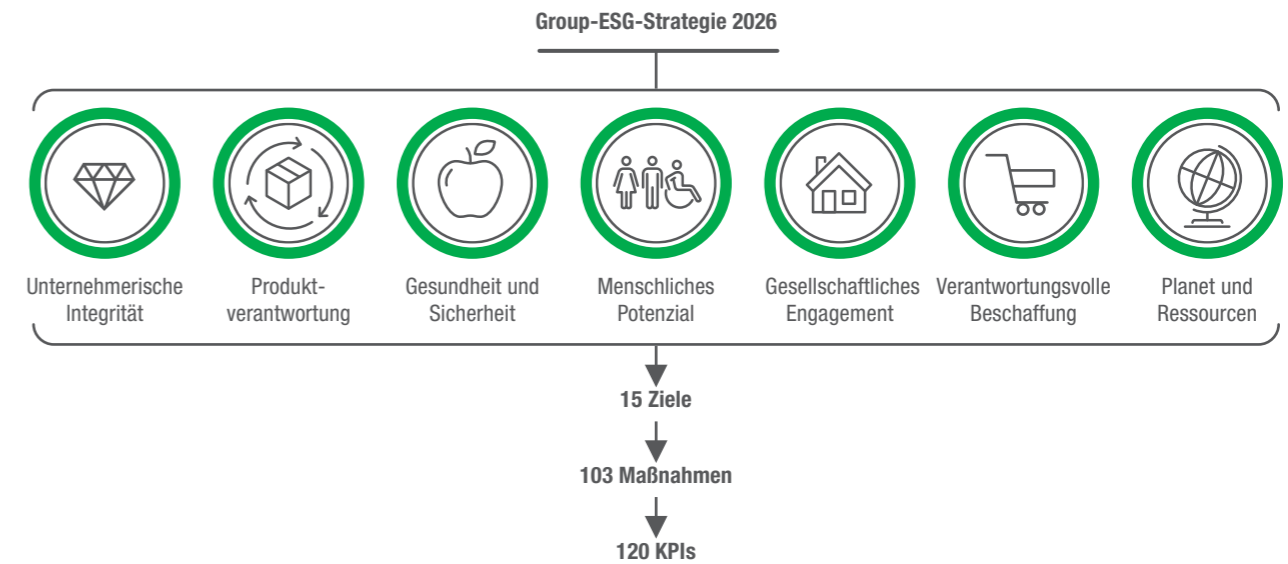 Group-ESG-Strategie 2026
Unternehmerische
Integrität
Produkt-
verantwortung
Gesundheit und
Sicherheit
Menschliches
Potenzial
Gesellschaftliches
Engagement
Verantwortungsvolle
Beschaffung
Planet und
Ressourcen
15 Ziele
103 Maßnahmen
120 KPIs